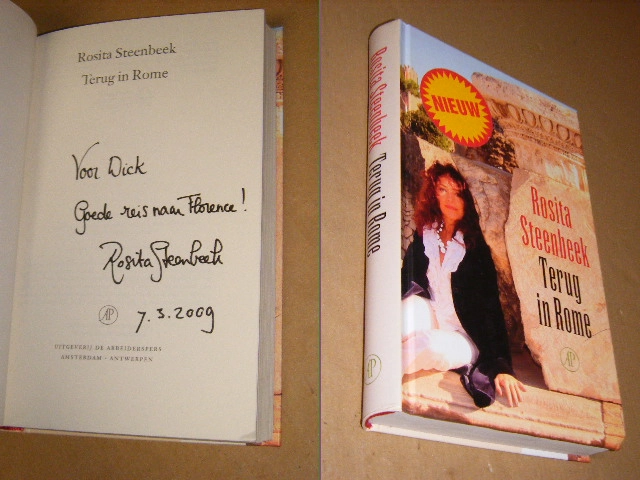 Rosita Steenbeek
Terug in Rome
Voor Dick
Goede reis naar Florence!
Rosita Steenbeek
AP
7.3.2009
UITGEVERIJ DE ARBEIDERSPERS
AMSTERDAM · ANTWERPEN
Rosita Steenbeek Terug in Rome
AP
NIEUW
Rosita
Steenbeek
Terug
in Rome
AP